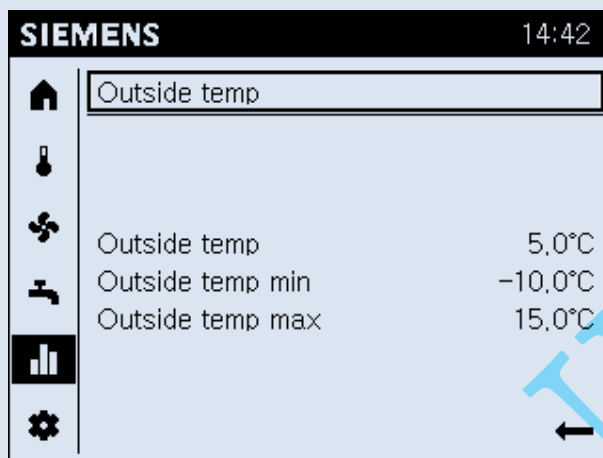 SIEMENS 14:42
Outside temp
Outside temp 5,0°C
Outside temp min -10,0°C
Outside temp max 15,0°C